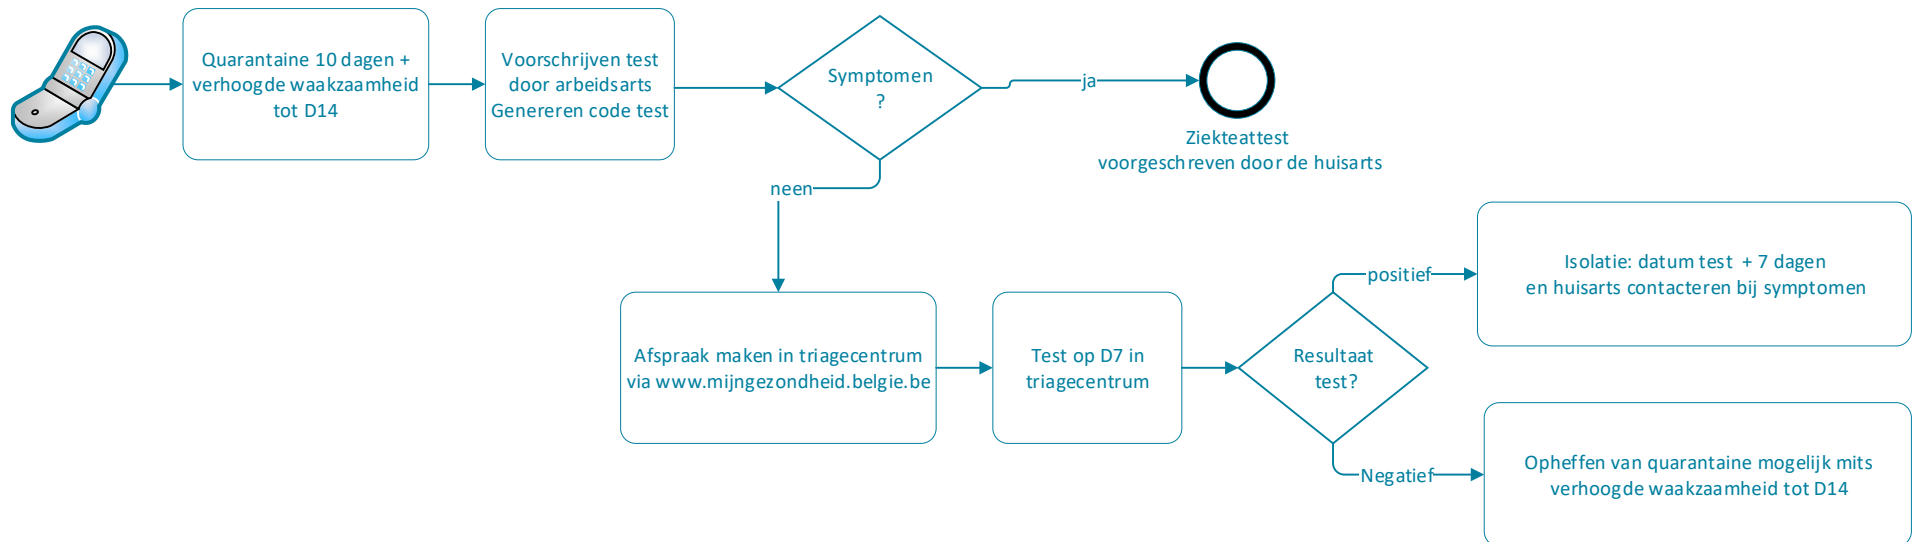 Quarantaine 10 dagen +
verhoogde waakzaamheid
tot D14
Voorschrijven test
door arbeidsarts
Genereren code test
Symptomen
?
ja
Ziekteattest
voorgeschreven door de huisarts
neen
Afspraak maken in triagecentrum
via www.mijngezondheid.belgie.be
Test op D7 in
triagecentrum
Resultaat
test?
positief
Isolatie: datum test + 7 dagen
en huisarts contacteren bij symptomen
Negatief
Opheffen van quarantaine mogelijk mits
verhoogde waakzaamheid tot D14